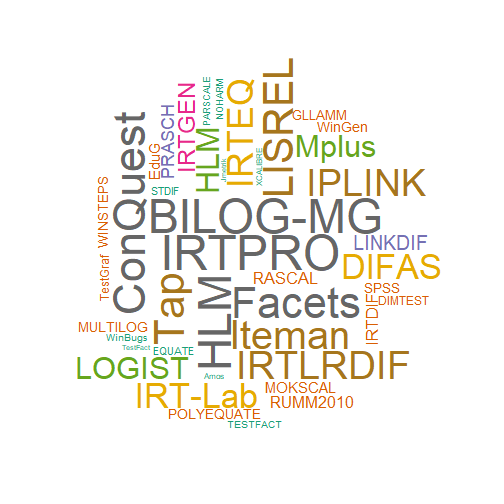 LISREL
GLLAMM
WinGen
Mplus
IPLINK
IRTEQ
XCALIBRE
NOHARM
PARSCALE
IRTGEN
HLM
Jmetrik
PRASCH
EduG
STDIF
ConQuest
WINSTEPS
TestGraf
BILOG-MG
IRTPRO
LINKDIF
DIFAS
RASCAL
SPSS
DIMTEST
IRTDIF
Facets
Tap
HLM
Iteman
MULTILOG
WinBugs
TestFact
EQUATE
LOGIST
Amos
IRTLRDIF
IRT-Lab
MOKSCAL
RUMM2010
POLYEQUATE
TESTFACT